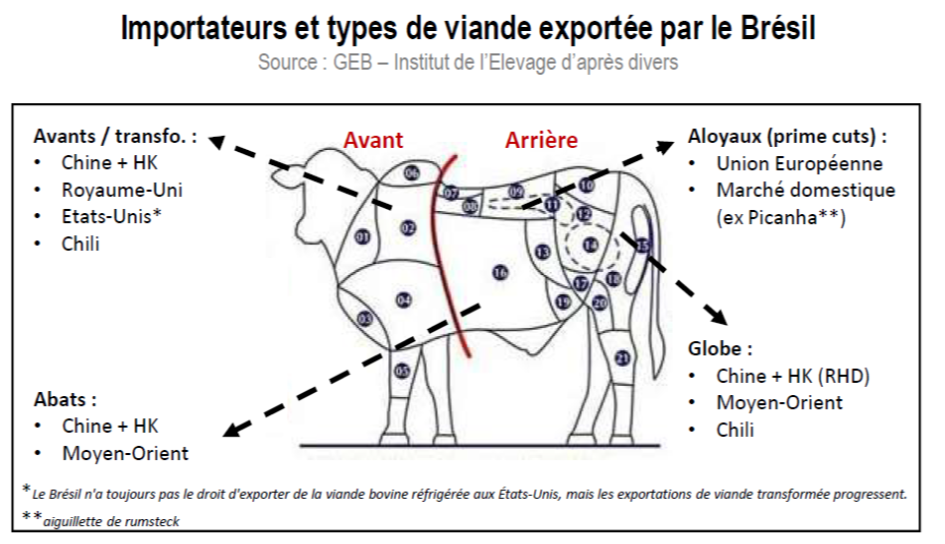 Importateurs et types de viande exportée par le Brésil
Source : GEB – Institut de l'Elevage d'après divers
Avants / transfo. :
• Chine + HK
• Royaume-Uni
• Etats-Unis*
• Chili
Avant
Arrière
Aloyaux (prime cuts) :
• Union Européenne
• Marché domestique
(ex Picanha**)
06
07
08
09
10
11
12
01
02
13
14
15
16
17
18
04
03
19
20
05
21
Globe :
• Chine + HK (RHD)
• Moyen-Orient
• Chili
Abats :
• Chine + HK
• Moyen-Orient
*Le Brésil n'a toujours pas le droit d'exporter de la viande bovine réfrigérée aux États-Unis, mais les exportations de viande transformée progressent.
**aiguillette de rumsteck